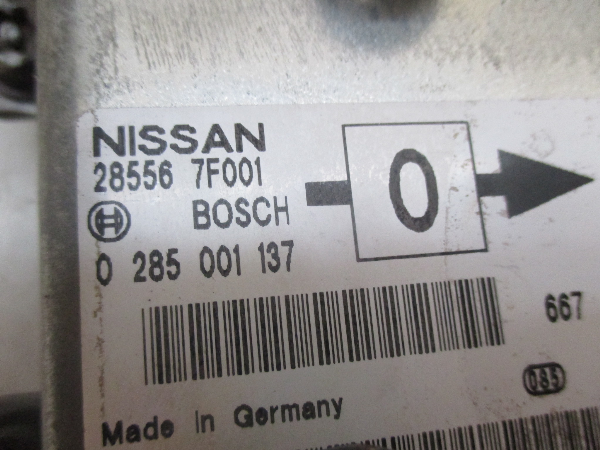 NISSAN
28556 7F001
BOSCH
0
0 285 001 137
667
085
Made in Germany